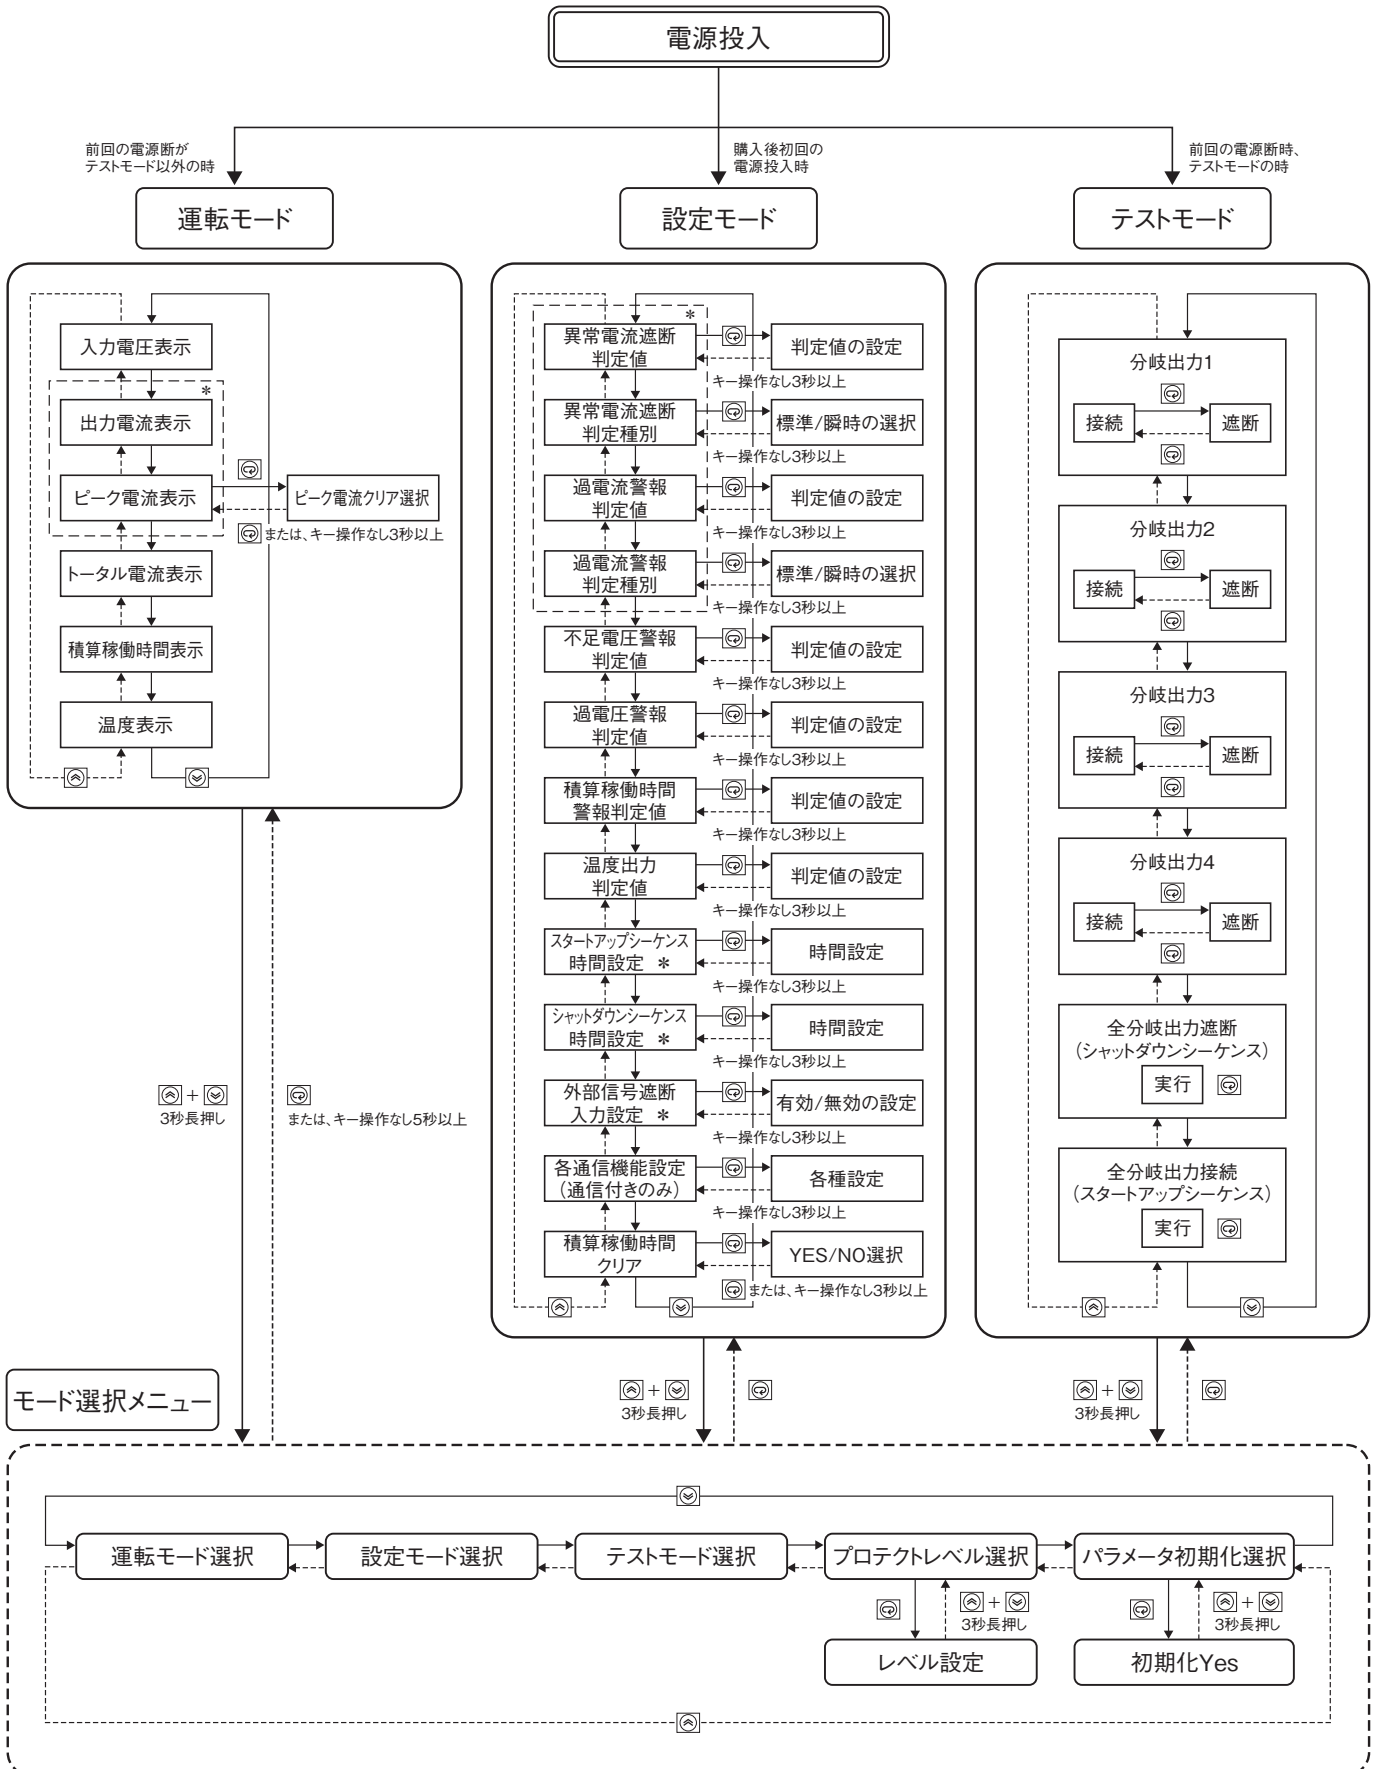 電源投入
前回の電源断が
テストモード以外の時
購入後初回の
電源投入時
前回の電源断時、
テストモードの時
運転モード
設定モード
テストモード
入力電圧表示
*
出力電流表示
ピーク電流表示
ピーク電流クリア選択
または、キー操作なし3秒以上
トータル電流表示
積算稼働時間表示
温度表示
*
異常電流遮断
判定値
判定値の設定
キー操作なし3秒以上
異常電流遮断
判定種別
標準/瞬時の選択
キー操作なし3秒以上
過電流警報
判定値
判定値の設定
キー操作なし3秒以上
過電流警報
判定種別
標準/瞬時の選択
キー操作なし3秒以上
不足電圧警報
判定値
判定値の設定
キー操作なし3秒以上
過電圧警報
判定値
判定値の設定
キー操作なし3秒以上
積算稼働時間
警報判定値
判定値の設定
キー操作なし3秒以上
温度出力
判定値
判定値の設定
キー操作なし3秒以上
スタートアップシーケンス
時間設定 *
時間設定
キー操作なし3秒以上
シャットダウンシーケンス
時間設定 *
時間設定
キー操作なし3秒以上
外部信号遮断
入力設定 *
有効/無効の設定
キー操作なし3秒以上
各通信機能設定
(通信付きのみ)
各種設定
キー操作なし3秒以上
積算稼働時間
クリア
YES/NO選択
または、キー操作なし3秒以上
分岐出力1
接続
遮断
分岐出力2
接続
遮断
分岐出力3
接続
遮断
分岐出力4
接続
遮断
全分岐出力遮断
(シャットダウンシーケンス)
実行
全分岐出力接続
(スタートアップシーケンス)
実行
+
3秒長押し
または、キー操作なし5秒以上
+
3秒長押し
+
3秒長押し
モード選択メニュー
運転モード選択
設定モード選択
テストモード選択
プロテクトレベル選択
パラメータ初期化選択
+
3秒長押し
+
3秒長押し
レベル設定
初期化Yes